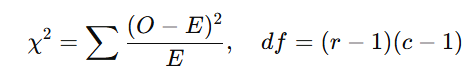 χ² = ∑ (O − E)² / E, df = (r − 1)(c − 1)